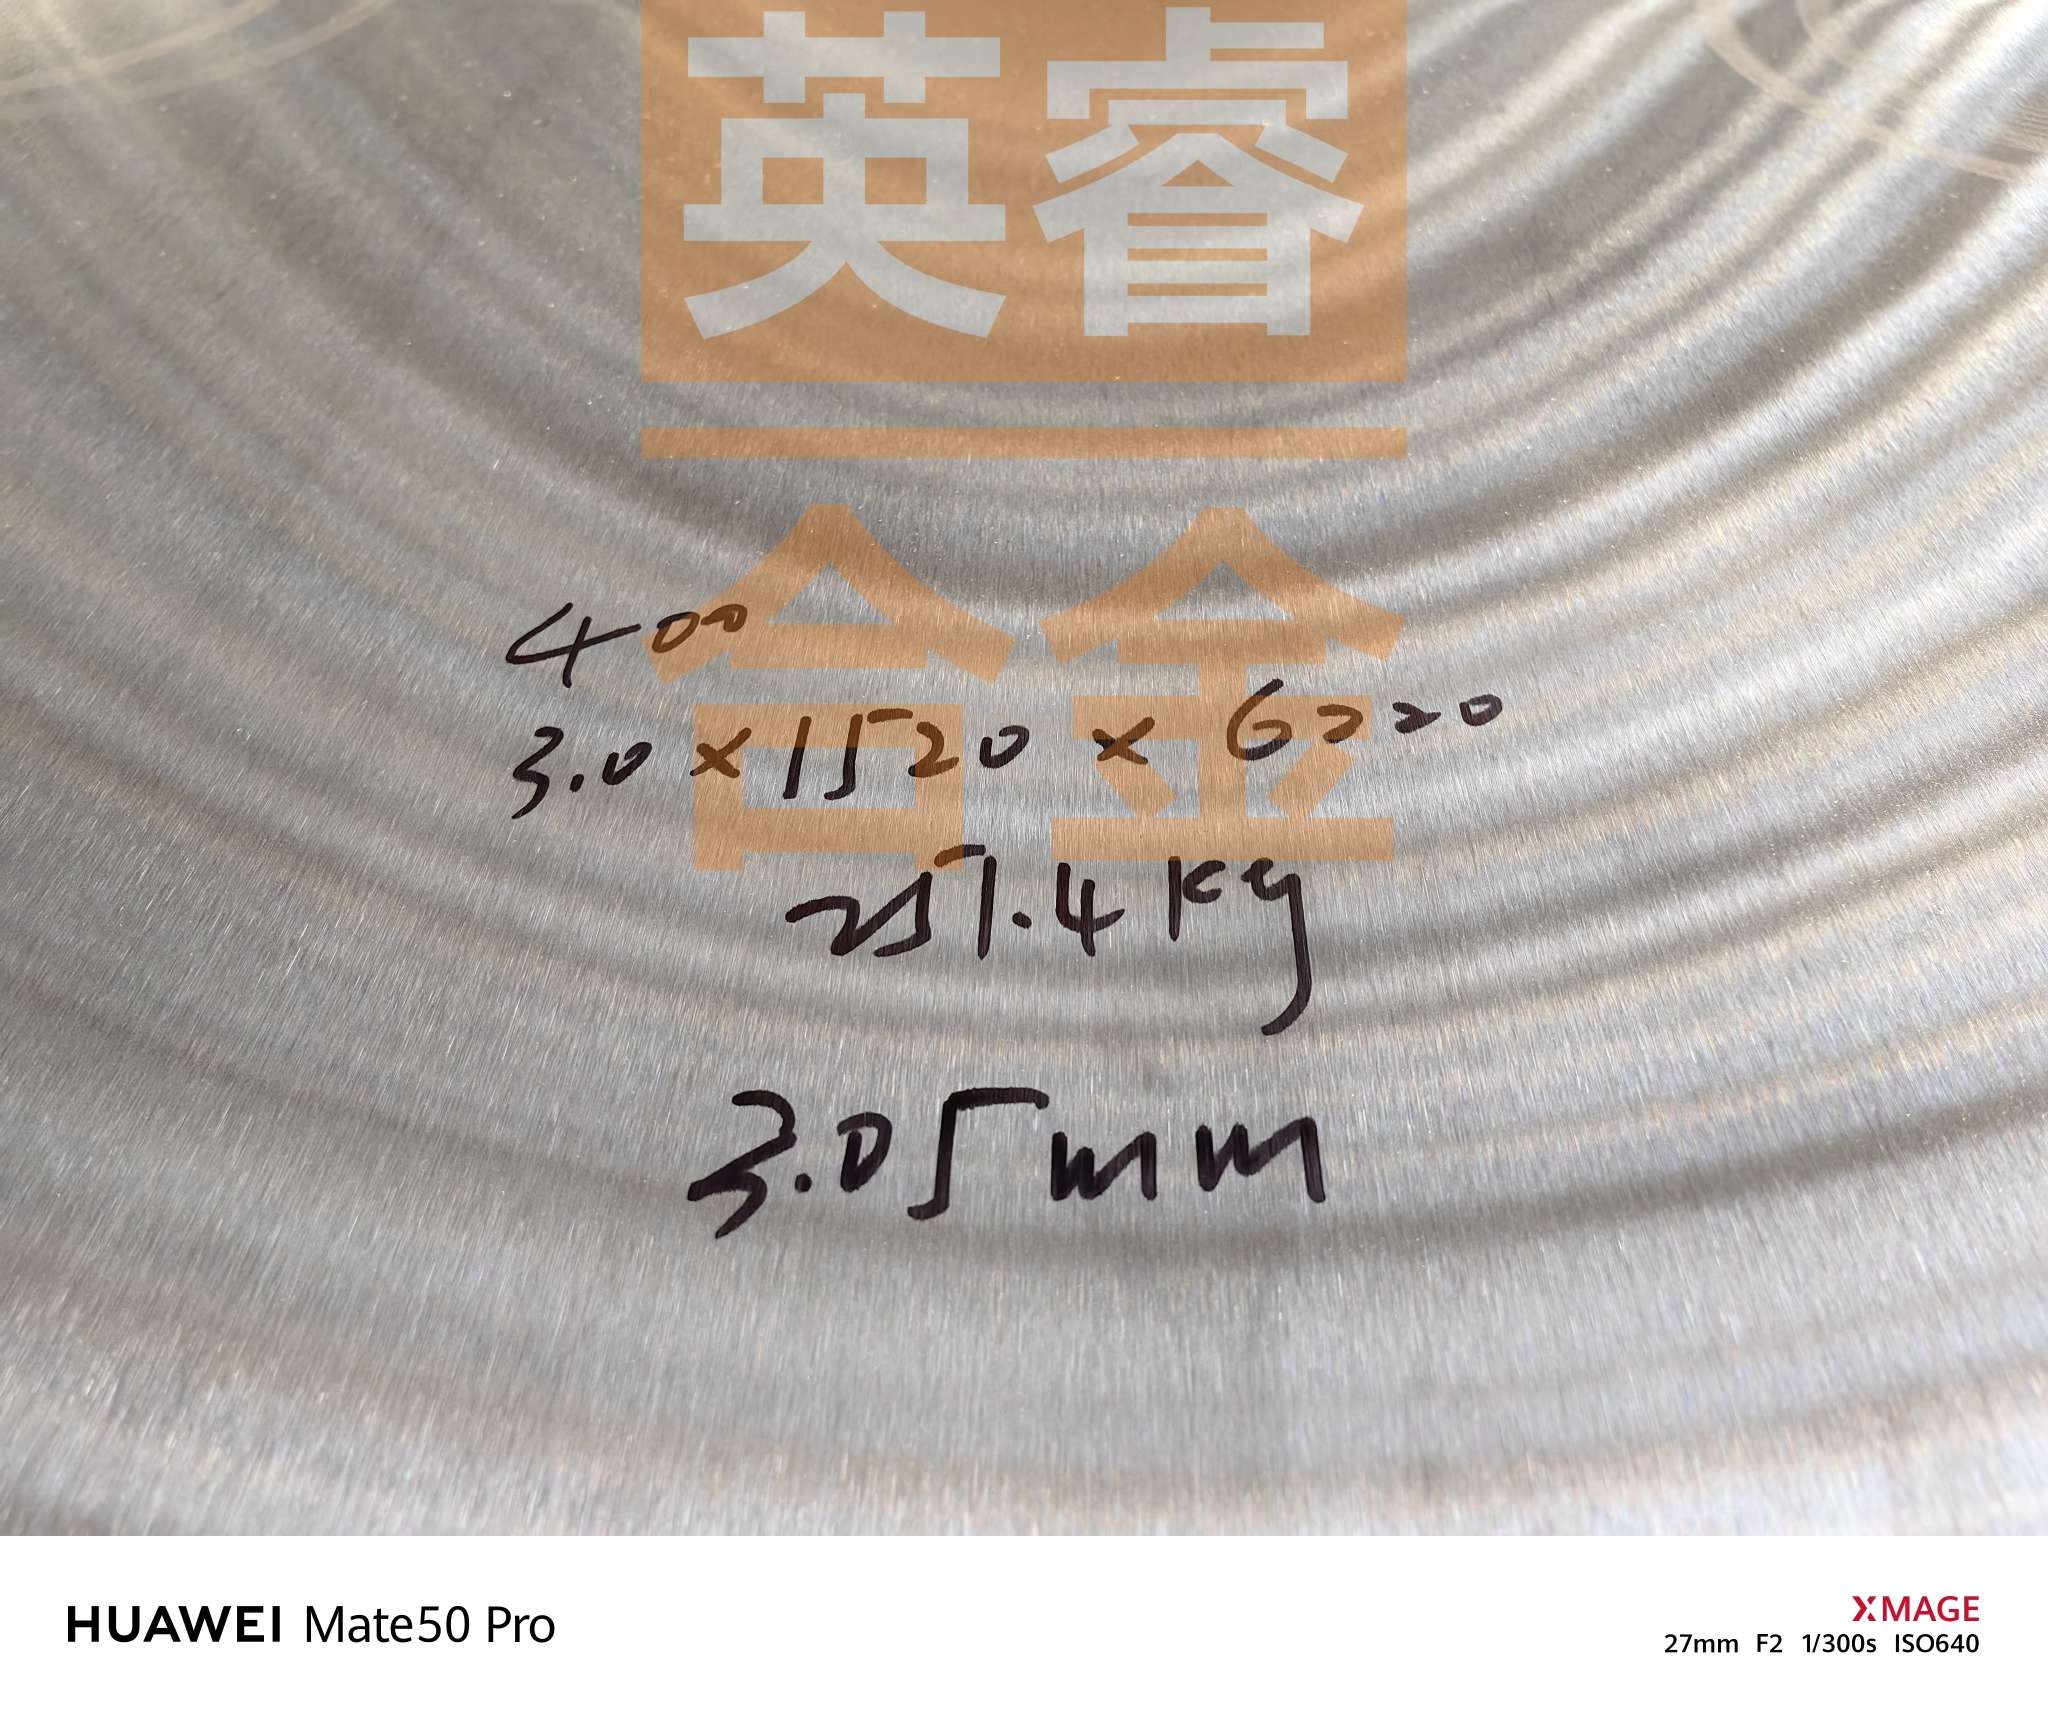 英睿
合金
400
3.0×1520×6220
251.4kg
3.05mm
HUAWEI Mate50 Pro
XMAGE
27mm F2 1/300s ISO640